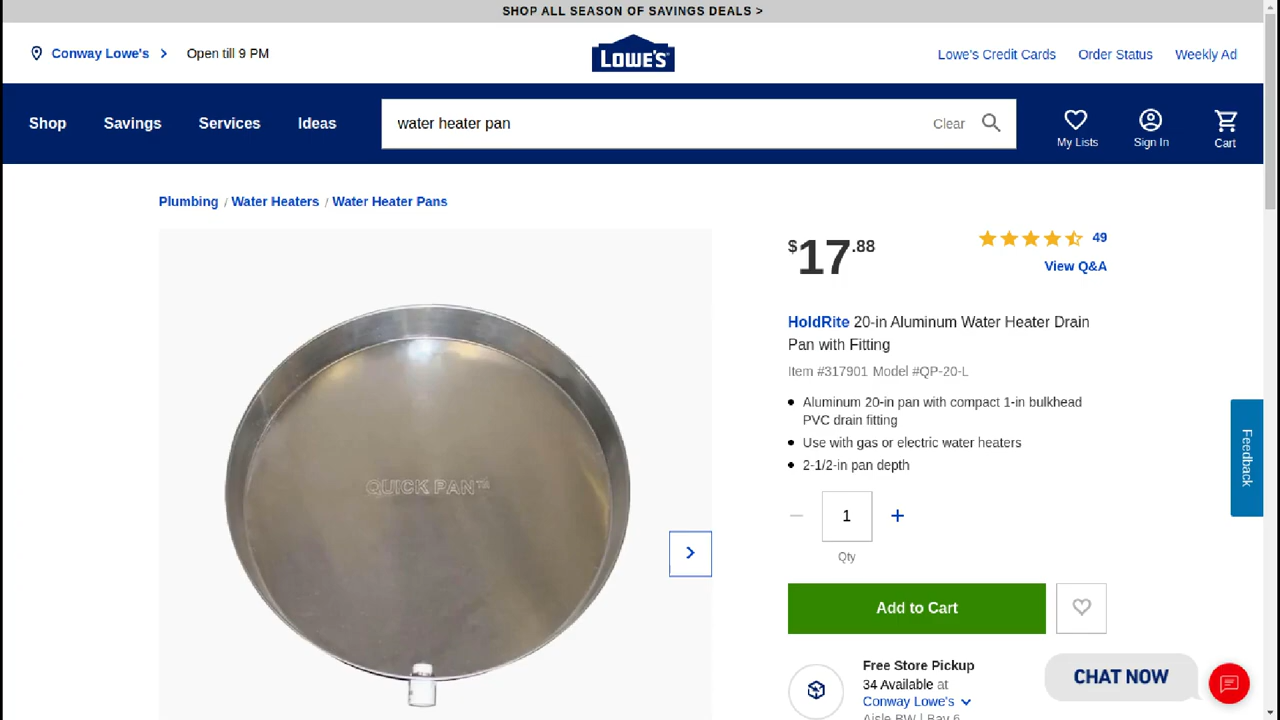 SHOP ALL SEASON OF SAVINGS DEALS >
Conway Lowe's
Open till 9 PM
LOWE'S
Lowe's Credit Cards
Order Status
Weekly Ad
Shop
Savings
Services
Ideas
water heater pan
Clear
My Lists
Sign In
Cart
Plumbing / Water Heaters / Water Heater Pans
$17.88
49
View Q&A
HoldRite 20-in Aluminum Water Heater Drain
Pan with Fitting
Item #317901 Model #QP-20-L
Aluminum 20-in pan with compact 1-in bulkhead
PVC drain fitting
Use with gas or electric water heaters
2-1/2-in pan depth
QUICK PAN™
1
Qty
Add to Cart
Free Store Pickup
34 Available at
Conway Lowe's
Aisle BW | Bay 6
Feedback
CHAT NOW